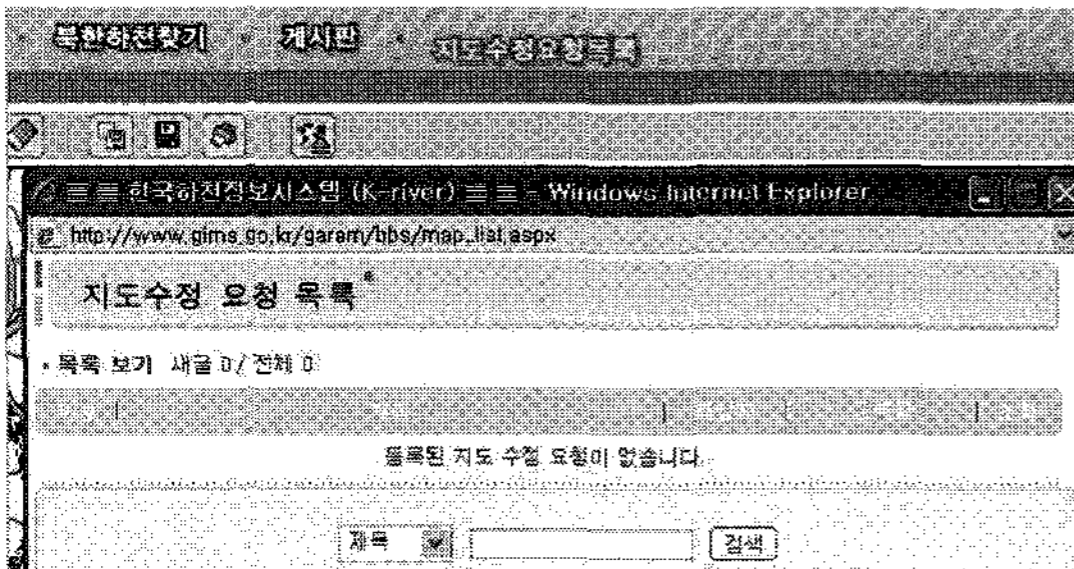 북한하천찾기 게시판 지도수정요청목록
한국하천정보시스템 (K-river) - Windows Internet Explorer
http://www.gims.go.kr/garam/bbs/map_list.aspx
지도수정 요청 목록
목록 보기 새글 0 / 전체 0
등록된 지도 수정 요청이 없습니다.
제목 검색